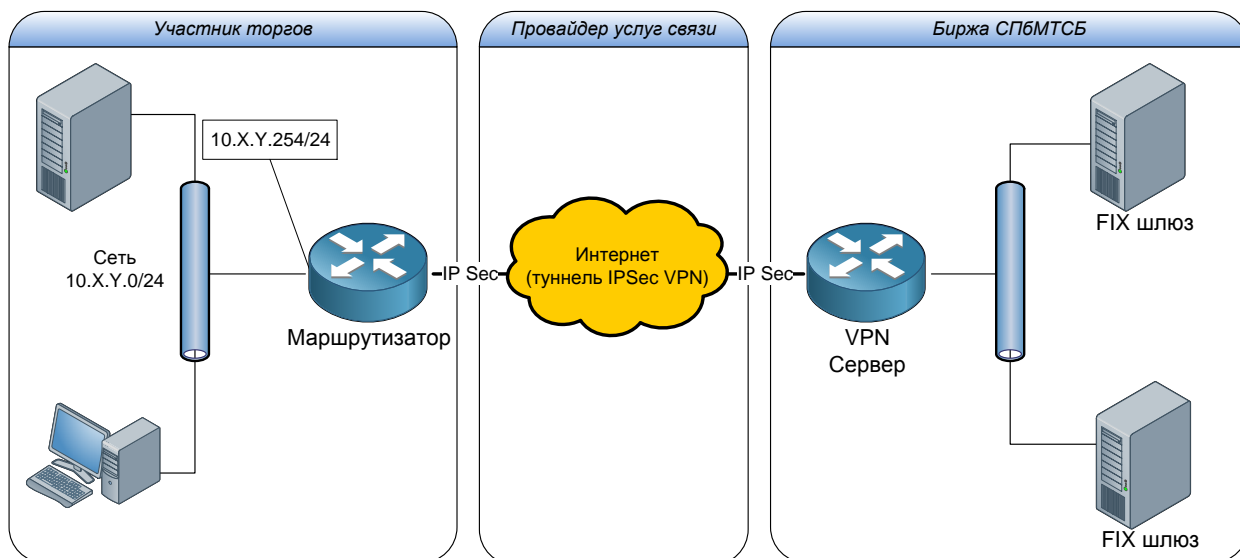 Участник торгов
Провайдер услуг связи
Биржа СПбМТСБ
10.X.Y.254/24
Сеть
10.X.Y.0/24
Маршрутизатор
IP Sec
Интернет
(туннель IPSec VPN)
IP Sec
VPN
Сервер
FIX шлюз
FIX шлюз